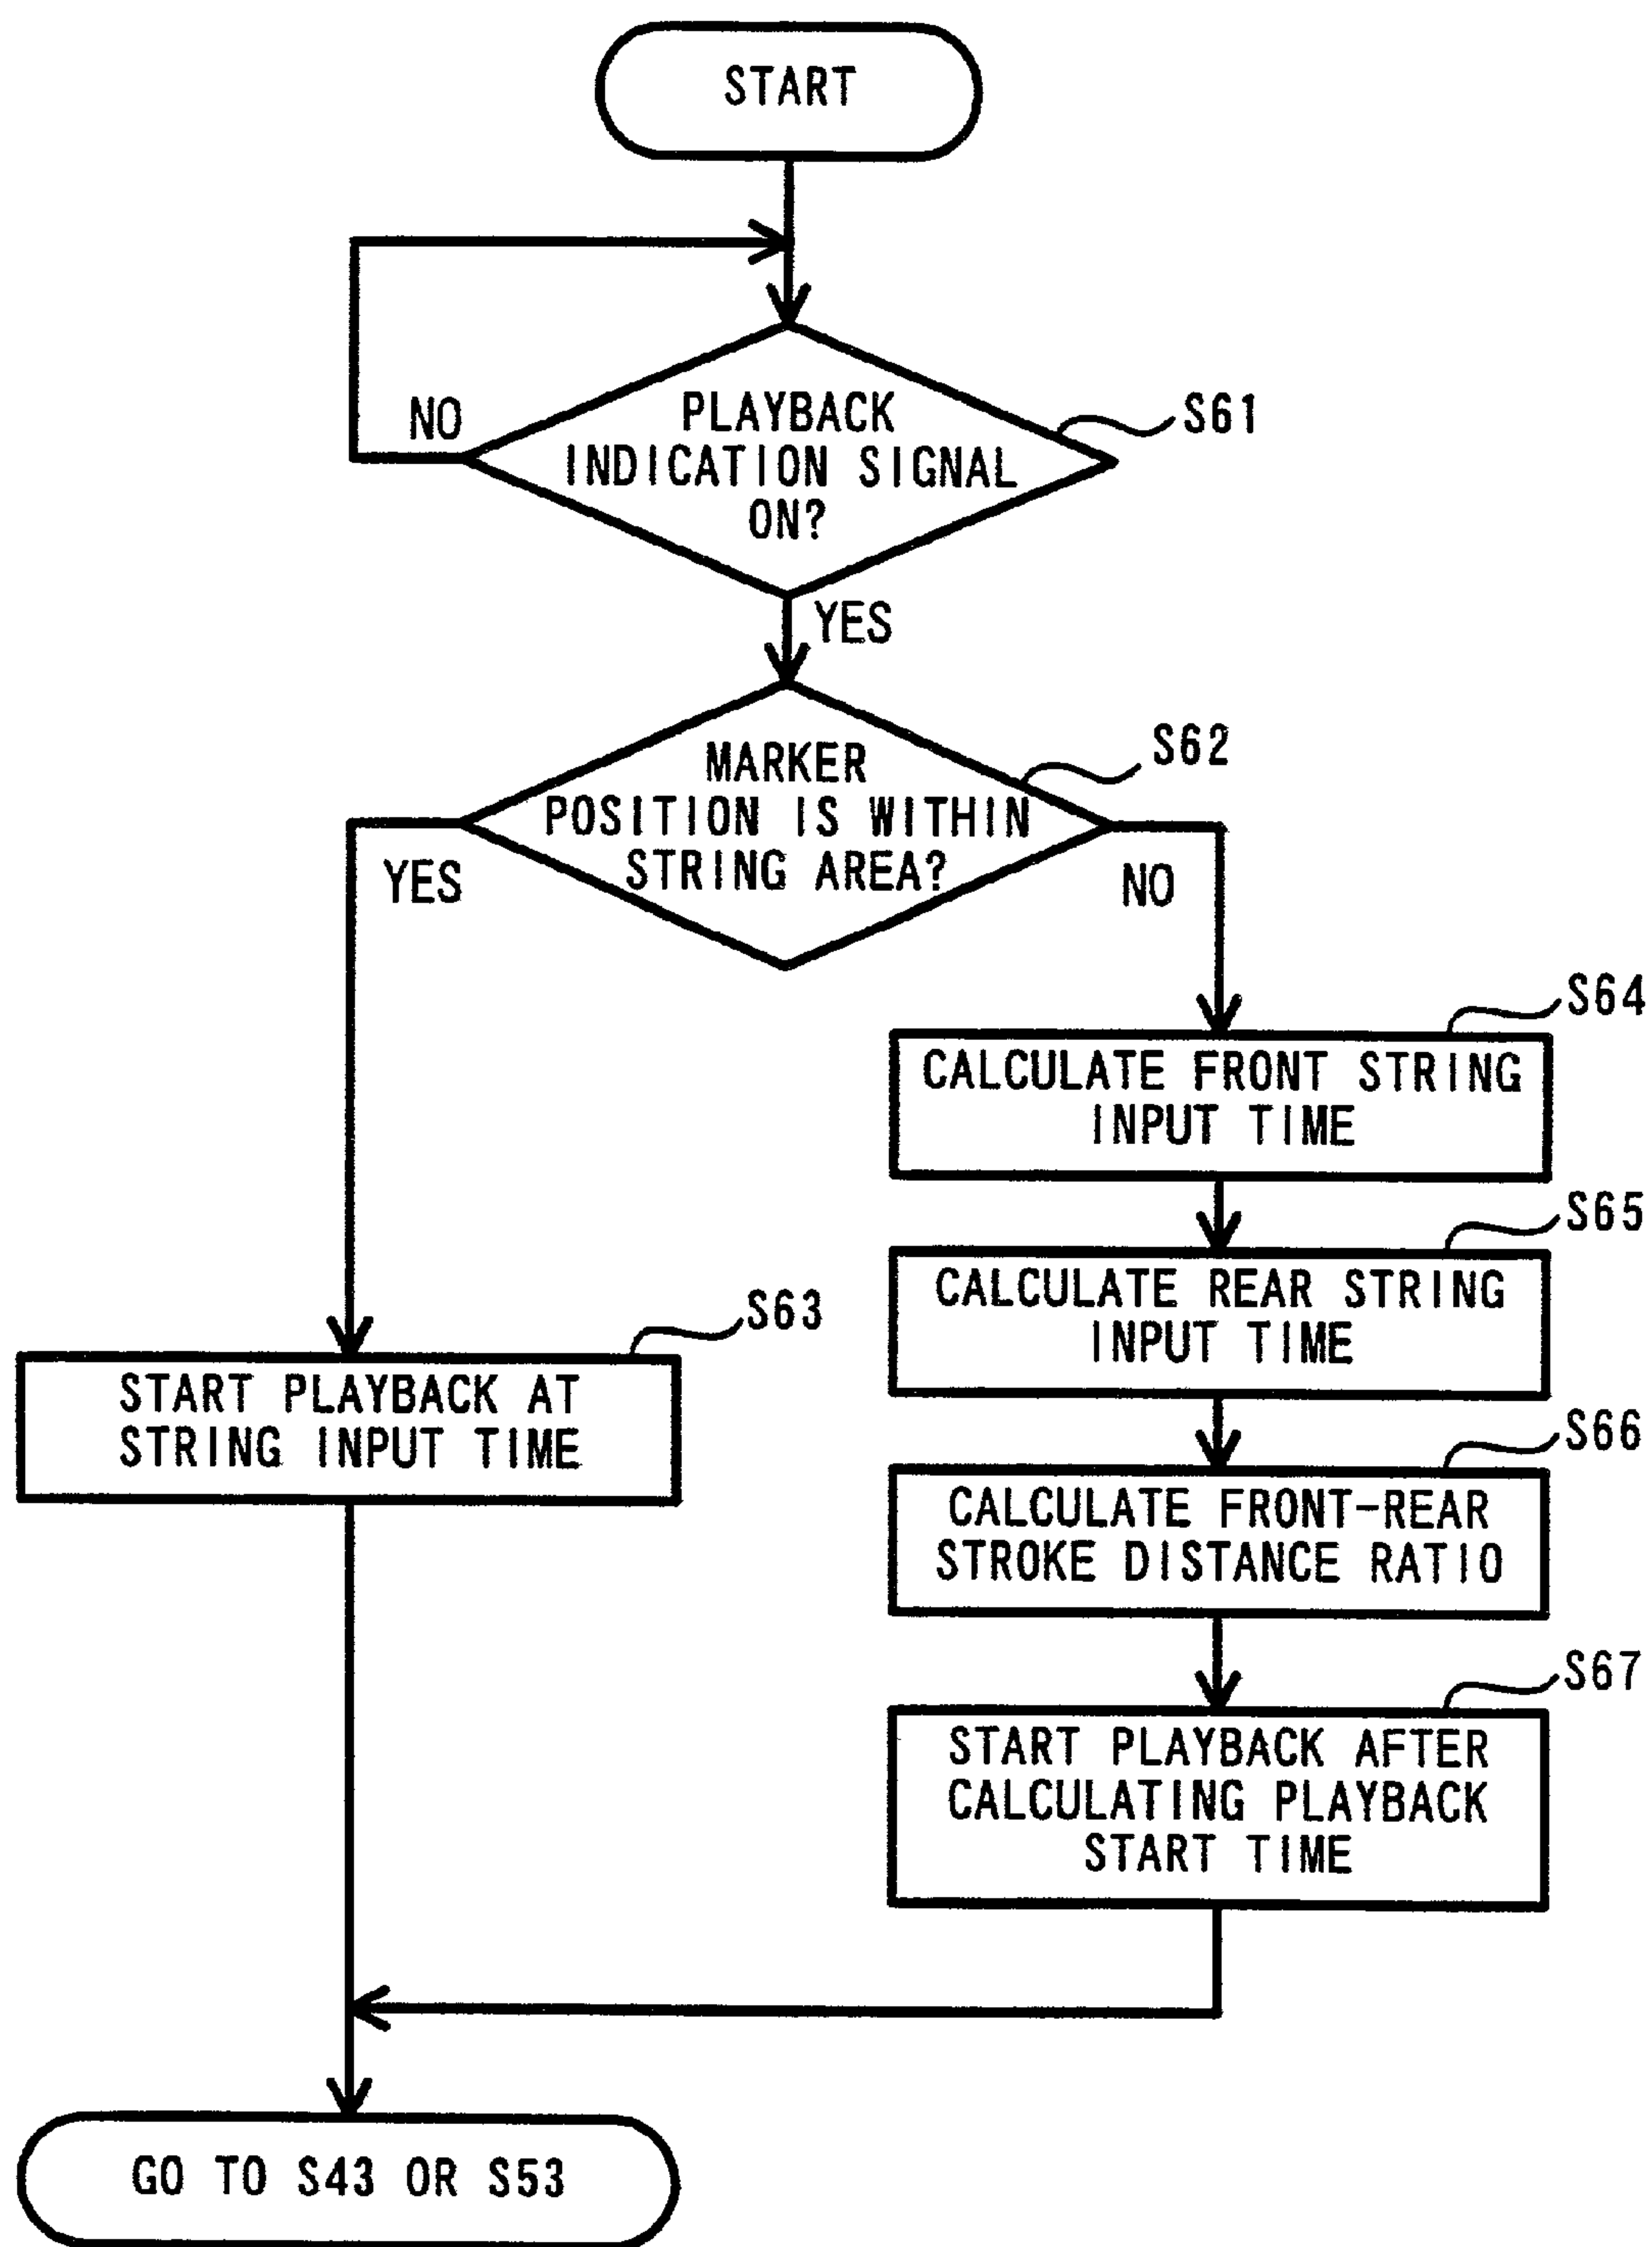 START
NO
PLAYBACK
INDICATION SIGNAL
ON?
S61
YES
MARKER
POSITION IS WITHIN
STRING AREA?
S62
YES
NO
S64
CALCULATE FRONT STRING
INPUT TIME
S65
CALCULATE REAR STRING
INPUT TIME
S63
START PLAYBACK AT
STRING INPUT TIME
S66
CALCULATE FRONT-REAR
STROKE DISTANCE RATIO
S67
START PLAYBACK AFTER
CALCULATING PLAYBACK
START TIME
GO TO S43 OR S53